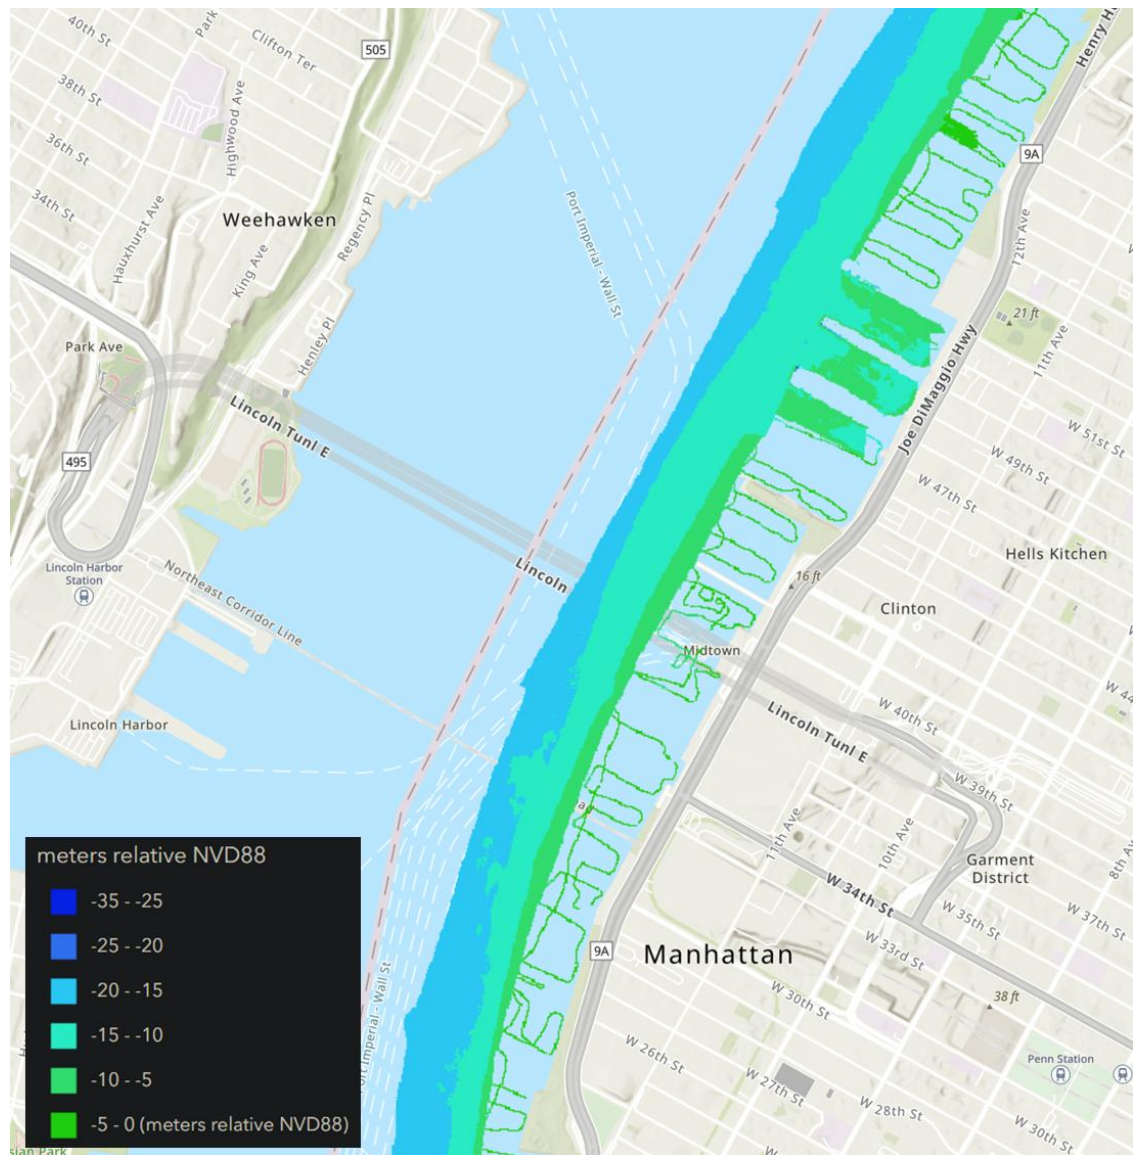 40th St
Park
Clifton Ter
505
Henry H
38th St
Highwood Ave
36th St
9A
34th St
Hauxhurst Ave
Weehawken
Regency Pl
Port Imperial - Wall St
12th Ave
King Ave
21 ft
11th Ave
Park Ave
Henley Pl
Joe DiMaggio Hwy
Lincoln Tunl E
W 51st St
495
W 49th St
W 47th St
Lincoln
Hells Kitchen
Lincoln Harbor
Station
Northeast Corridor Line
16 ft
Clinton
Midtown
W 44
Lincoln Harbor
W 40th St
Lincoln Tunl E
W 39th St
a
11th Ave
10th Ave
8th Av
Garment
District
W 34th St
W 35th St
W 37th St
9A
Manhattan
W 33rd St
38 ft
W 30th St
Port Imperial - Wall St
W 26th St
Penn Station
W 27th St
W 28th St
W 30th St
sian Park
meters relative NVD88
-35 - -25
-25 - -20
-20 - -15
-15 - -10
-10 - -5
-5 - 0 (meters relative NVD88)